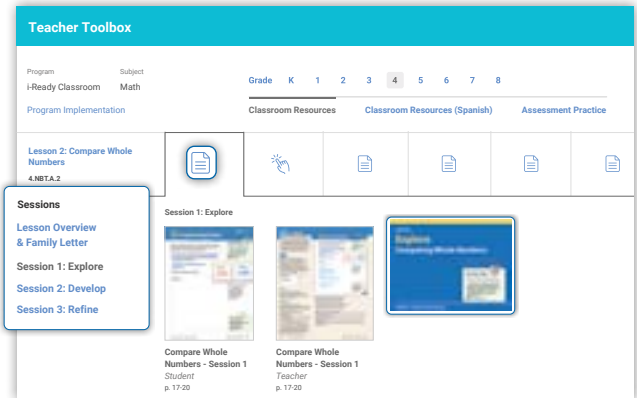 Teacher Toolbox
Program
Subject
i-Ready Classroom
Math
Grade K 1 2 3 4 5 6 7 8
Program Implementation
Classroom Resources
Classroom Resources (Spanish)
Assessment Practice
Lesson 2: Compare Whole
Numbers
4.NBT.A.2
Sessions
Lesson Overview
& Family Letter
Session 1: Explore
Session 2: Develop
Session 3: Refine
Session 1: Explore
Explore
Comparing Whole Numbers
Compare Whole
Numbers - Session 1
Student
p. 17-20
Compare Whole
Numbers - Session 1
Teacher
p. 17-20